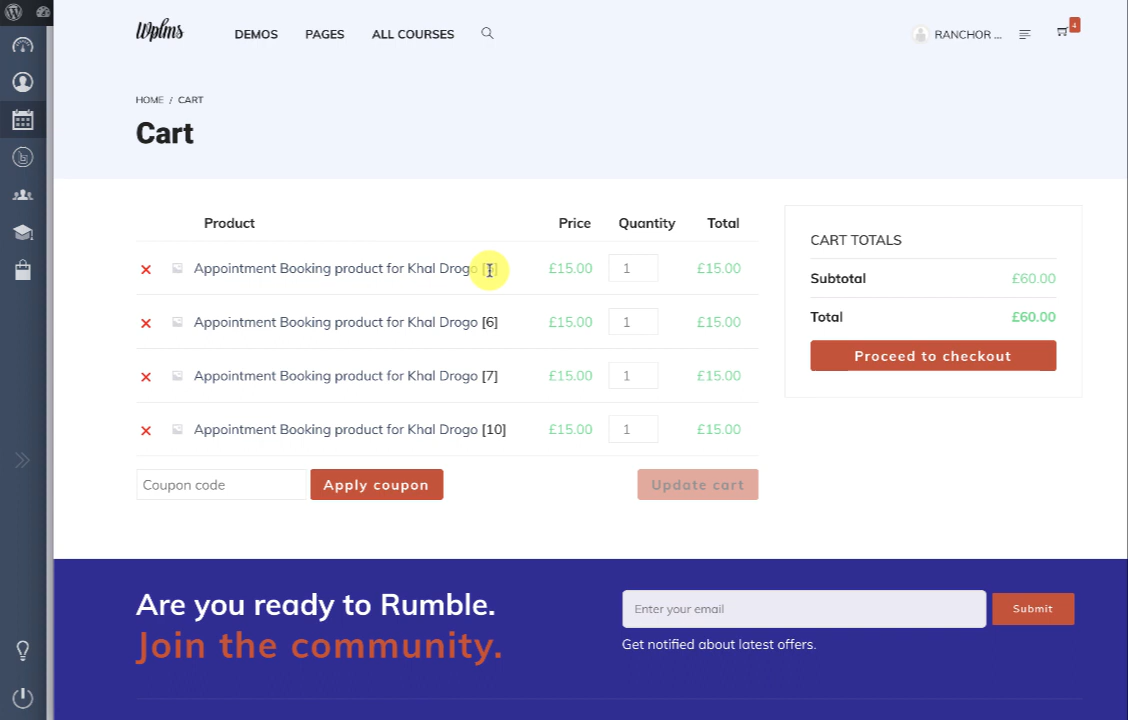 Wplms
DEMOS PAGES ALL COURSES
RANCHOR ...
4
HOME / CART
Cart
Product Price Quantity Total
Appointment Booking product for Khal Drogo £15.00 1 £15.00
Appointment Booking product for Khal Drogo [6] £15.00 1 £15.00
Appointment Booking product for Khal Drogo [7] £15.00 1 £15.00
Appointment Booking product for Khal Drogo [10] £15.00 1 £15.00
Coupon code Apply coupon Update cart
CART TOTALS
Subtotal £60.00
Total £60.00
Proceed to checkout
Are you ready to Rumble.
Join the community.
Enter your email Submit
Get notified about latest offers.